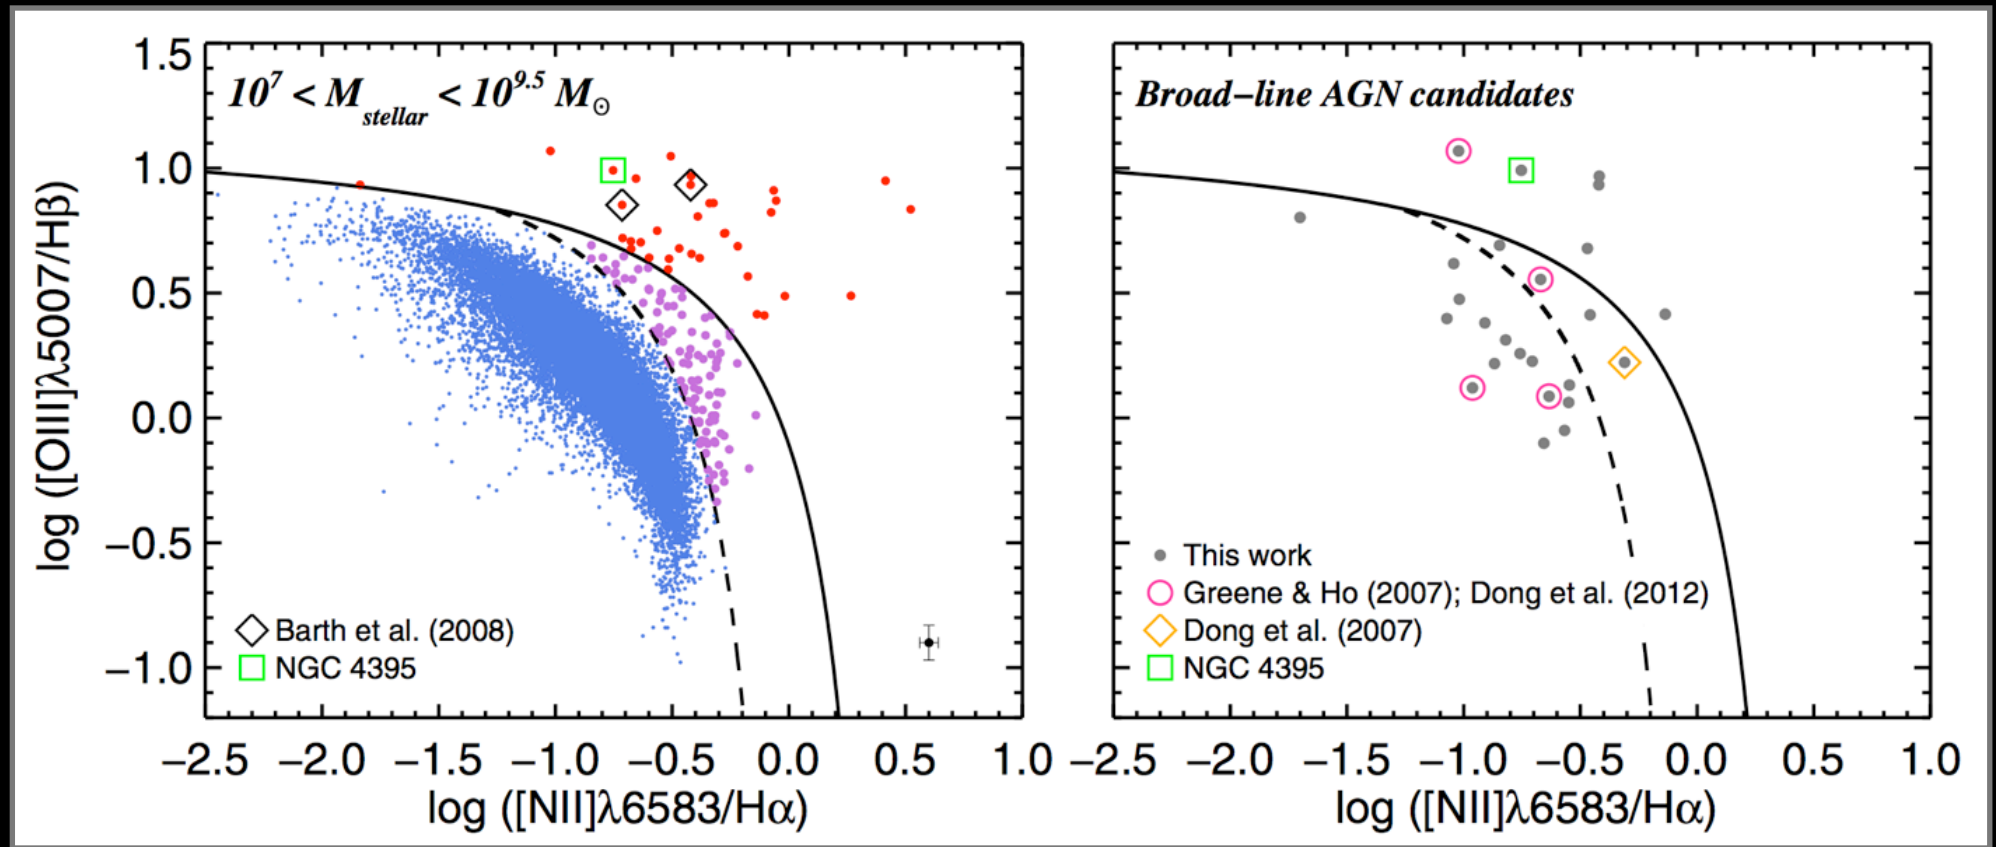 10^7 < M_stellar < 10^9.5 M_⊙
1.5
1.0
0.5
0.0
−0.5
−1.0
log ([OIII]λ5007/Hβ)
Barth et al. (2008)
NGC 4395
−2.5 −2.0 −1.5 −1.0 −0.5 0.0 0.5 1.0
log ([NII]λ6583/Hα)
Broad−line AGN candidates
This work
Greene & Ho (2007); Dong et al. (2012)
Dong et al. (2007)
NGC 4395
−2.5 −2.0 −1.5 −1.0 −0.5 0.0 0.5 1.0
log ([NII]λ6583/Hα)